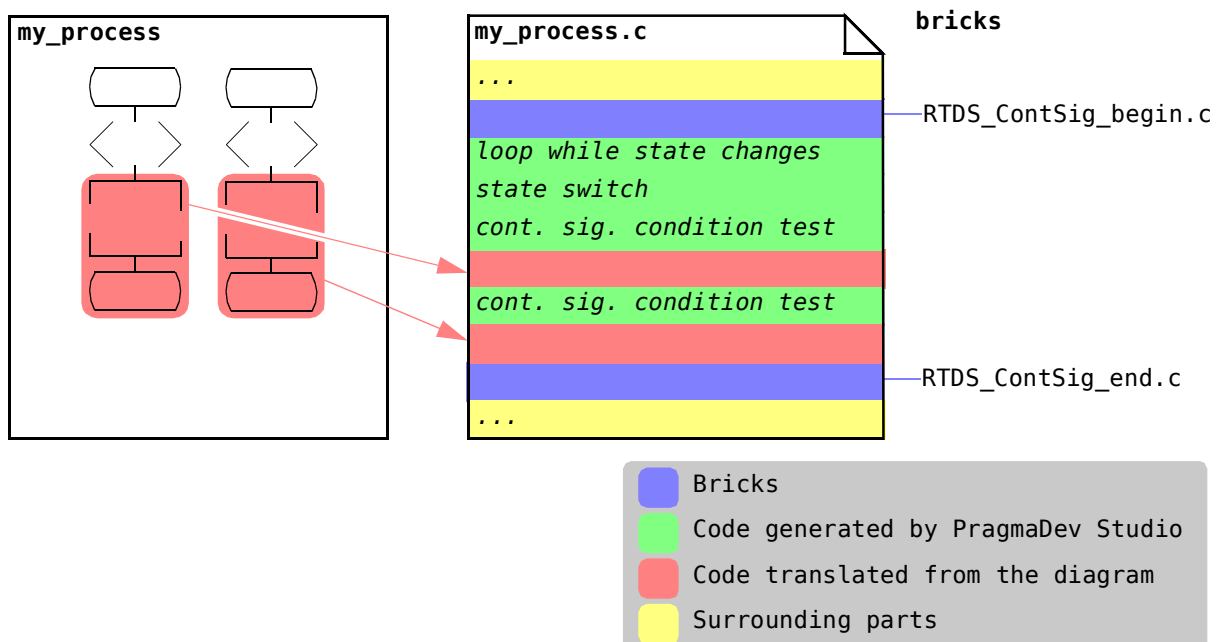 my_process
my_process.c
bricks
...
RTDS_ContSig_begin.c
loop while state changes
state switch
cont. sig. condition test
cont. sig. condition test
RTDS_ContSig_end.c
...
Bricks
Code generated by PragmaDev Studio
Code translated from the diagram
Surrounding parts